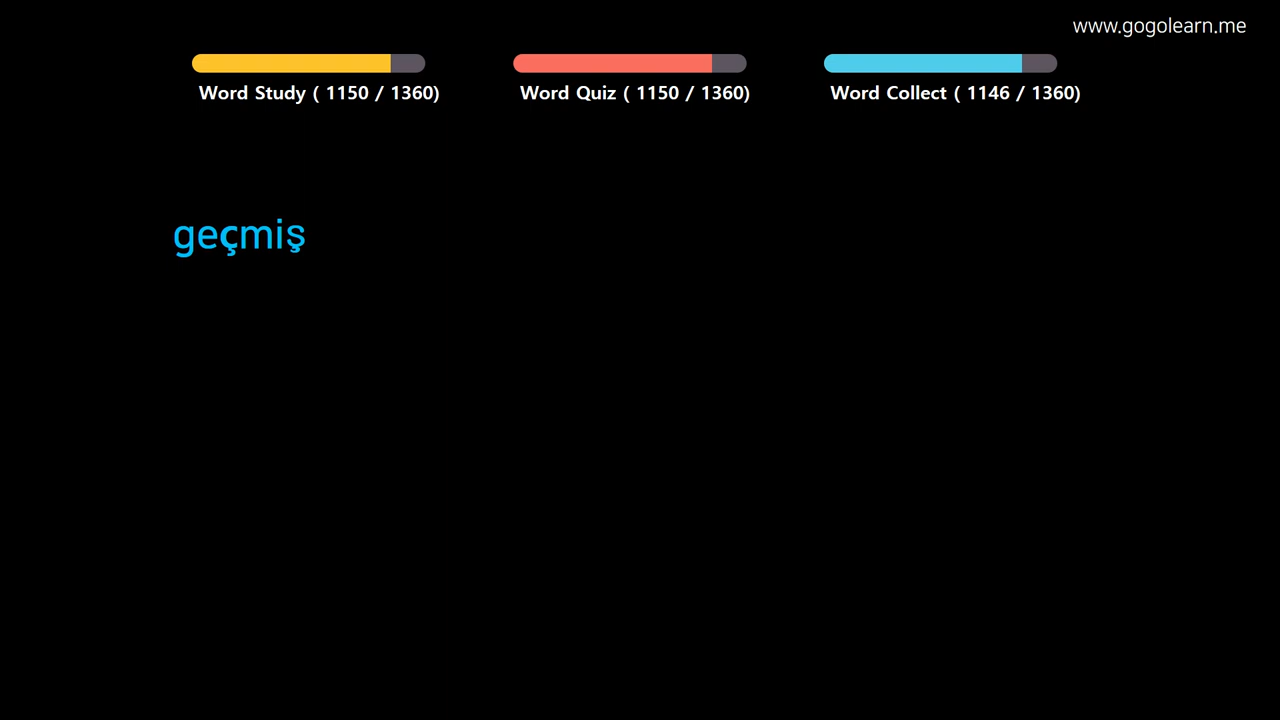 www.gogolearn.me
Word Study ( 1150 / 1360)
Word Quiz ( 1150 / 1360)
Word Collect ( 1146 / 1360)
geçmiş